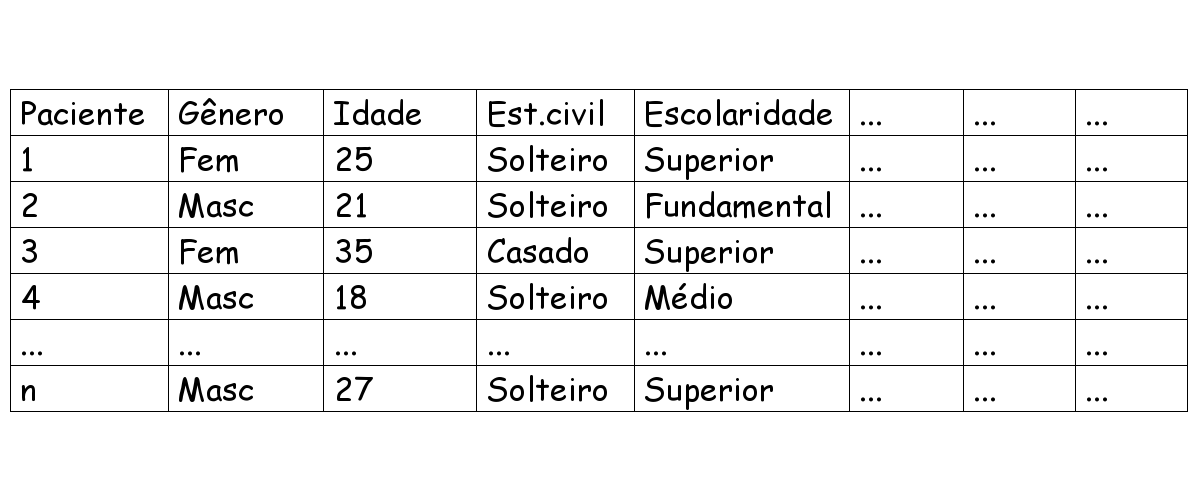 Paciente Gênero Idade Est.civil Escolaridade ... ... ...
1 Fem 25 Solteiro Superior ... ... ...
2 Masc 21 Solteiro Fundamental ... ... ...
3 Fem 35 Casado Superior ... ... ...
4 Masc 18 Solteiro Médio ... ... ...
... ... ... ... ... ... ... ...
n Masc 27 Solteiro Superior ... ... ...